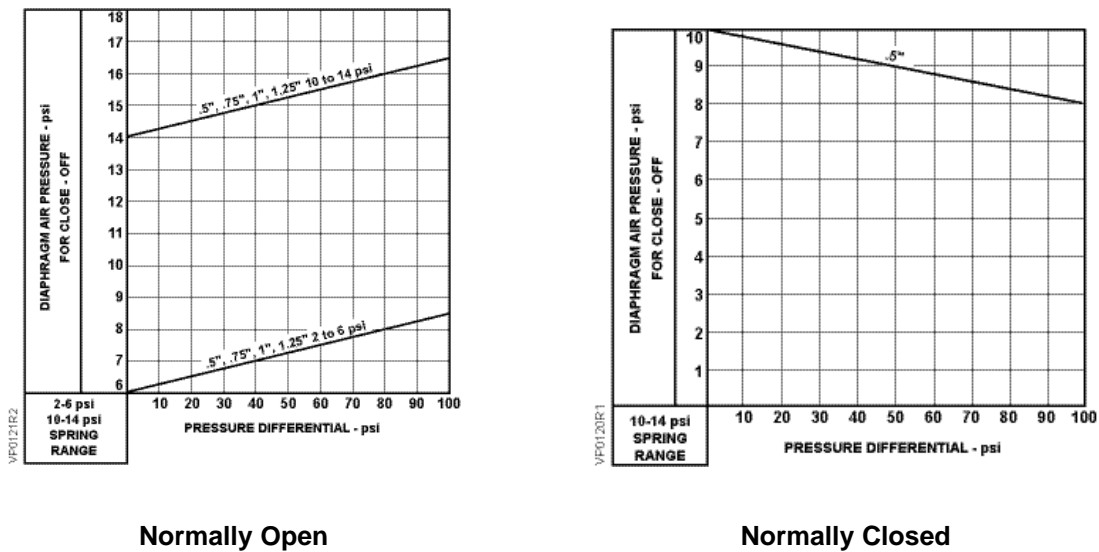 18
17
16
15
14
13
12
11
10
9
8
7
6
DIAPHRAGM AIR PRESSURE - psi
FOR CLOSE - OFF
.5", .75", 1", 1.25" 10 to 14 psi
.5", .75", 1", 1.25" 2 to 6 psi
2-6 psi
10-14 psi
SPRING
RANGE
10 20 30 40 50 60 70 80 90 100
PRESSURE DIFFERENTIAL - psi
VP0121R2
Normally Open
10
9
8
7
6
5
4
3
2
1
DIAPHRAGM AIR PRESSURE - psi
FOR CLOSE - OFF
.5"
10-14 psi
SPRING
RANGE
10 20 30 40 50 60 70 80 90 100
PRESSURE DIFFERENTIAL - psi
VP0120R1
Normally Closed